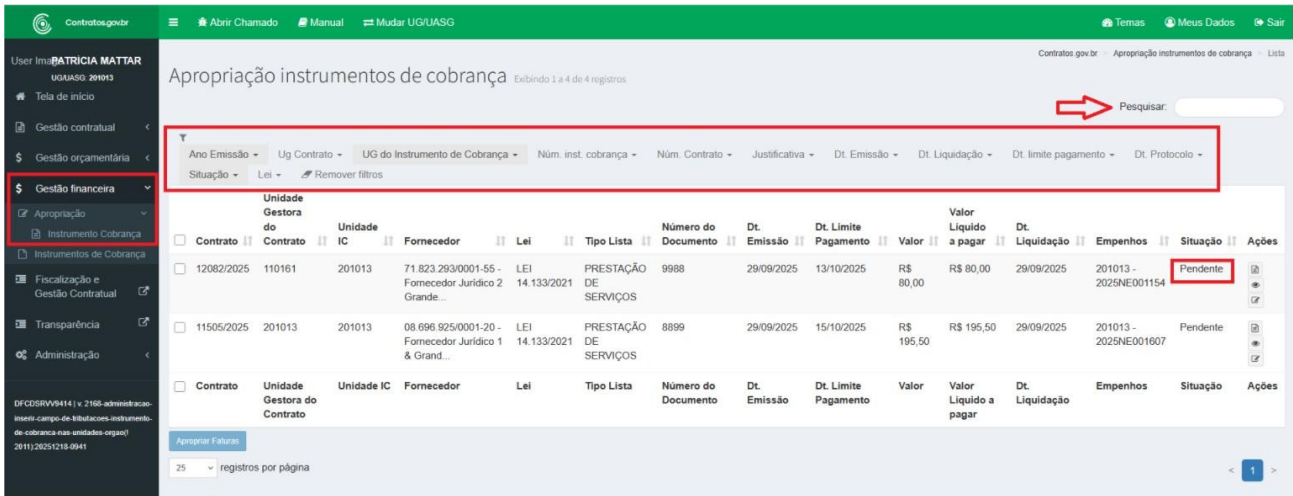 Contratos.gov.br
Abrir Chamado Manual Mudar UG/UASG
Temas Meus Dados Sair
User Ima PATRÍCIA MATTAR
UG/UASG: 201013
Tela de início
Gestão contratual
Gestão orçamentária
Gestão financeira
Apropriação
Instrumento Cobrança
Instrumentos de Cobrança
Fiscalização e
Gestão Contratual
Transparência
Administração
DFCDSRVV9414 | v. 2168-administracao-
inserir-campo-de-tributacoes-instrumento-
de-cobranca-nas-unidades-orgao(!
2011):20251218-0941
Contratos.gov.br > Apropriação instrumentos de cobrança > Lista
Apropriação instrumentos de cobrança Exibindo 1 a 4 de 4 registros
Pesquisar:
Ano Emissão Ug Contrato UG do Instrumento de Cobrança Núm. inst. cobrança Núm. Contrato Justificativa Dt. Emissão Dt. Liquidação Dt. limite pagamento Dt. Protocolo
Situação Lei Remover filtros
Contrato Unidade Gestora do Contrato Unidade IC Fornecedor Lei Tipo Lista Número do Documento Dt. Emissão Dt. Limite Pagamento Valor Valor Líquido a pagar Dt. Liquidação Empenhos Situação Ações
12082/2025 110161 201013 71.823.293/0001-55 - Fornecedor Jurídico 2 Grande... LEI 14.133/2021 PRESTAÇÃO DE SERVIÇOS 9988 29/09/2025 13/10/2025 R$ 80,00 R$ 80,00 29/09/2025 201013 - 2025NE001154 Pendente
11505/2025 201013 201013 08.696.925/0001-20 - Fornecedor Jurídico 1 & Grand... LEI 14.133/2021 PRESTAÇÃO DE SERVIÇOS 8899 29/09/2025 15/10/2025 R$ 195,50 R$ 195,50 29/09/2025 201013 - 2025NE001607 Pendente
Contrato Unidade Gestora do Contrato Unidade IC Fornecedor Lei Tipo Lista Número do Documento Dt. Emissão Dt. Limite Pagamento Valor Valor Líquido a pagar Dt. Liquidação Empenhos Situação Ações
Apropriar Faturas
25 registros por página
< 1 >